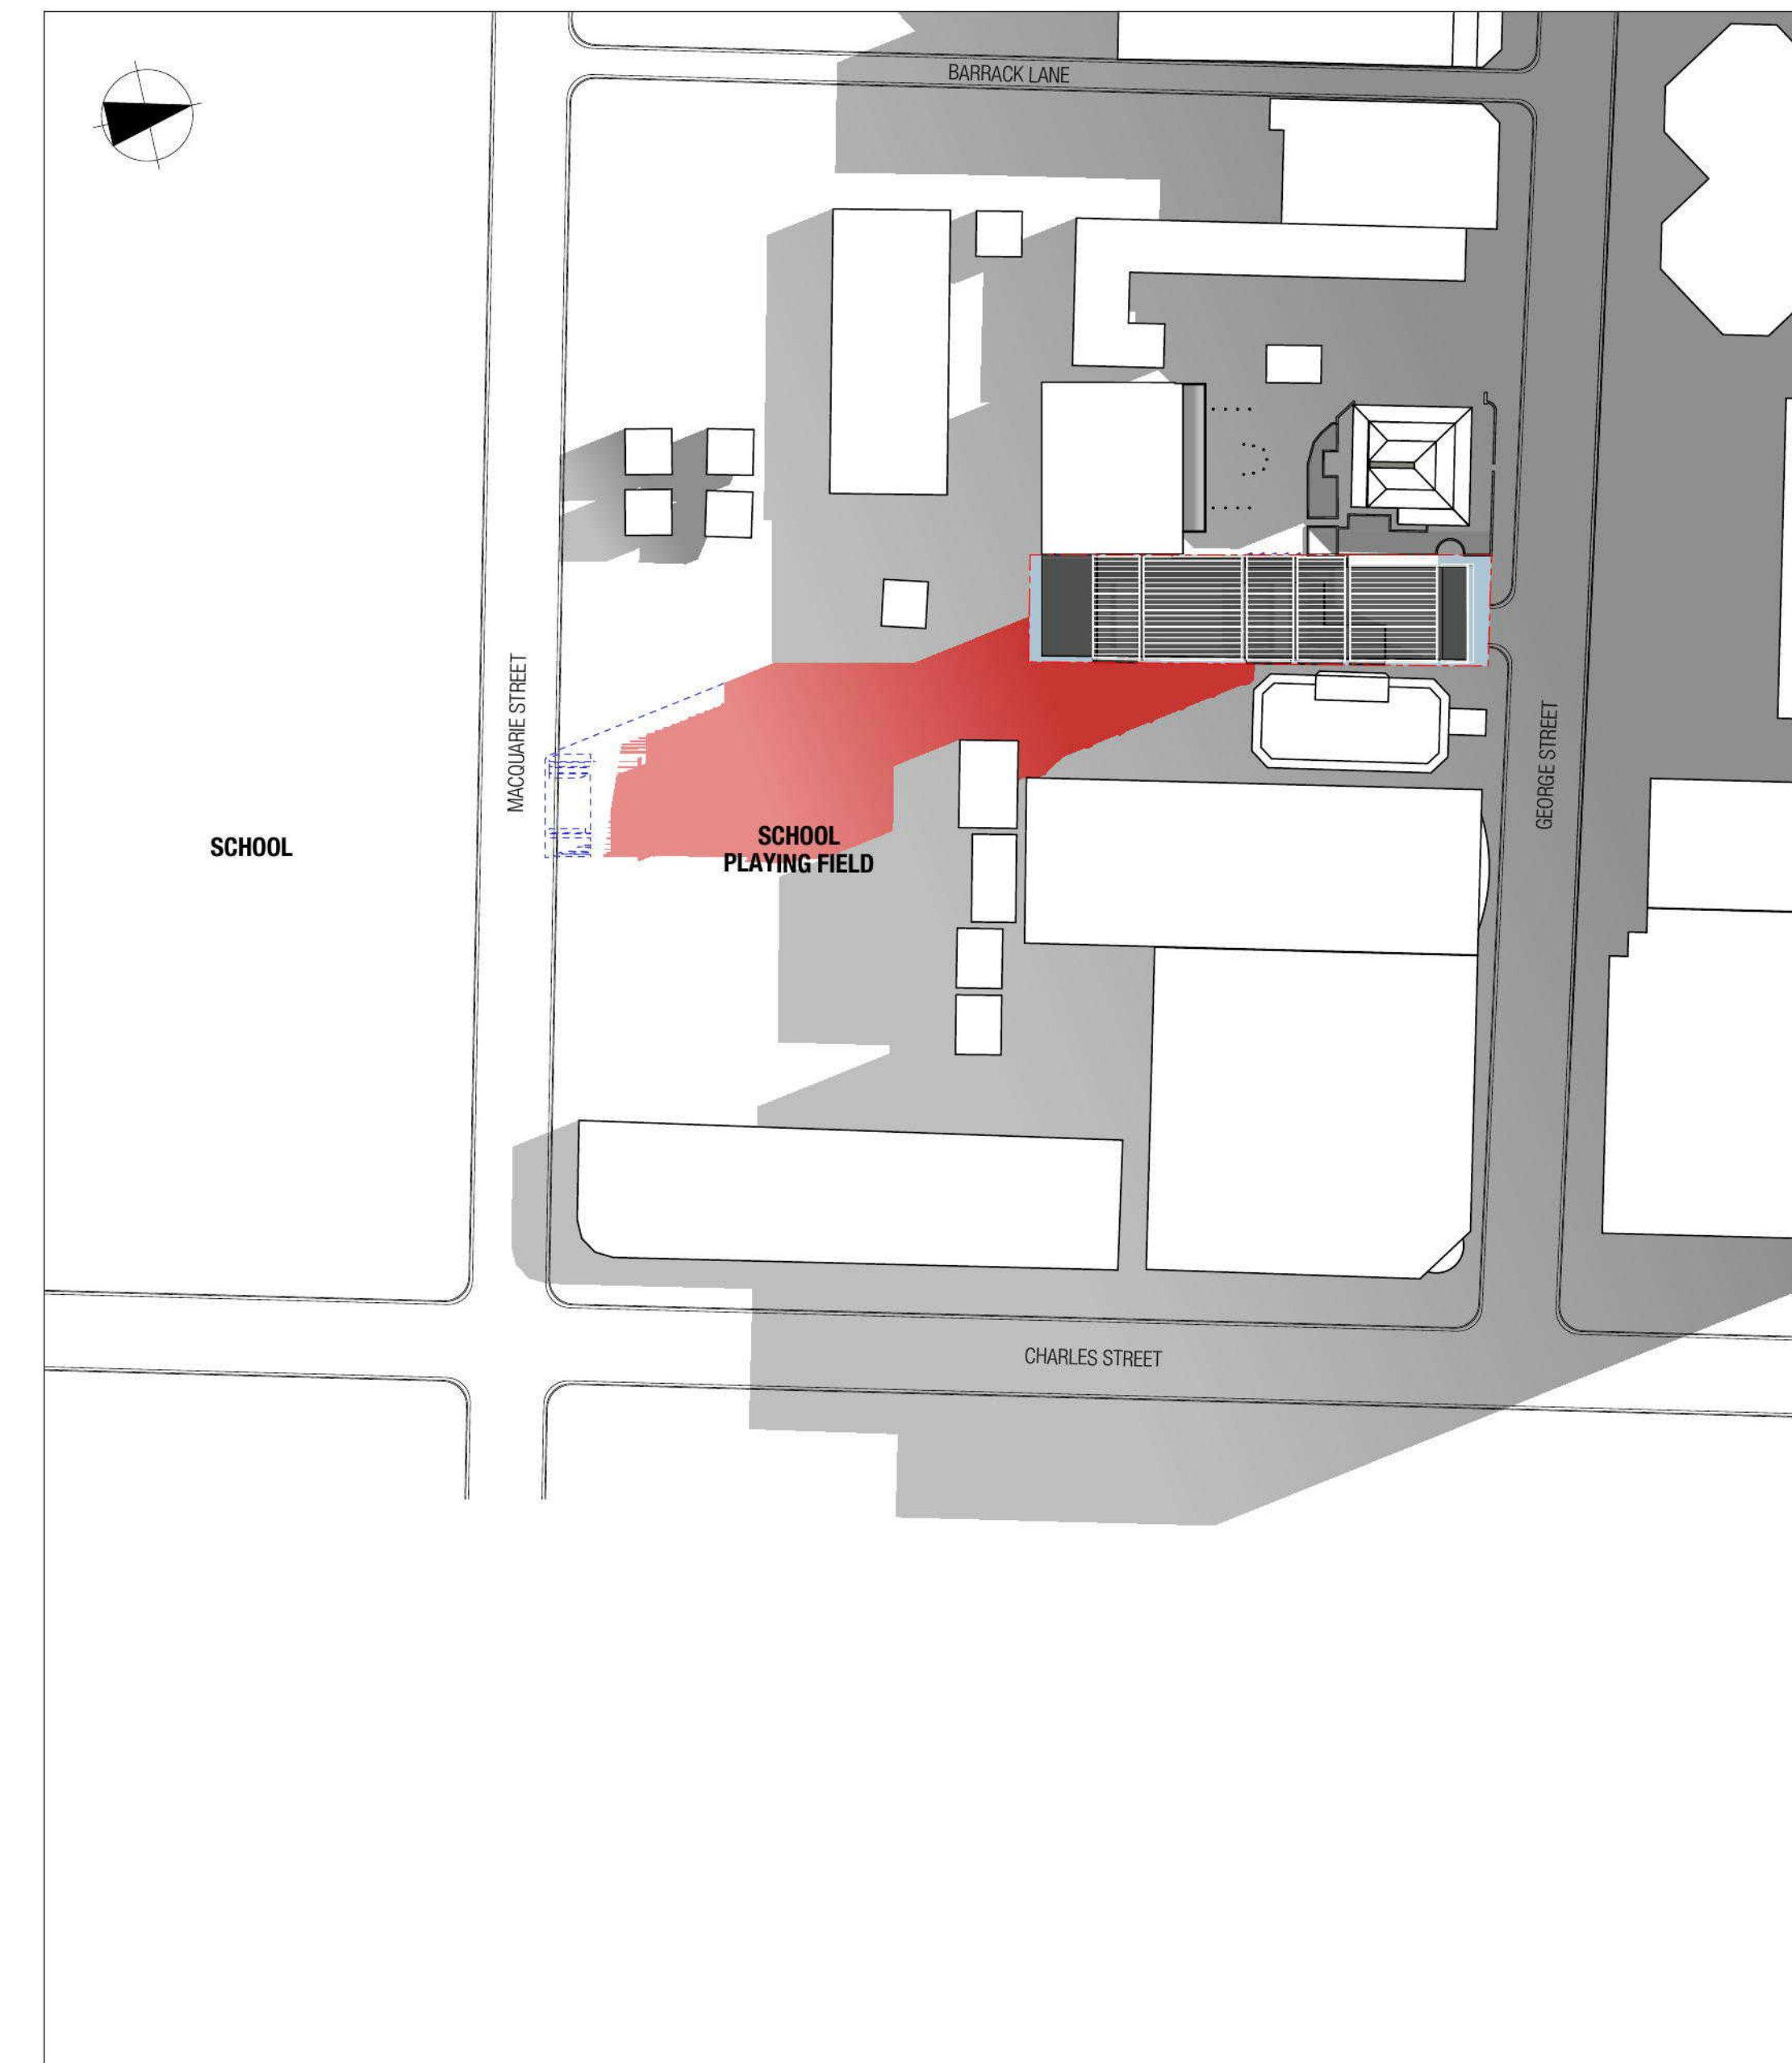 BARRACK LANE
MACQUARIE STREET
GEORGE STREET
SCHOOL
SCHOOL
PLAYING FIELD
CHARLES STREET